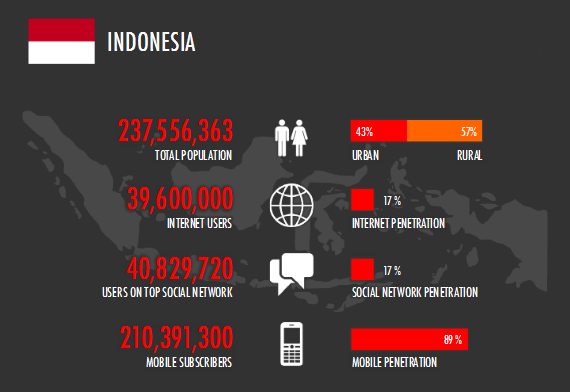 INDONESIA
237,556,363
TOTAL POPULATION
43%
57%
URBAN
RURAL
39,600,000
INTERNET USERS
17 %
INTERNET PENETRATION
40,829,720
USERS ON TOP SOCIAL NETWORK
17 %
SOCIAL NETWORK PENETRATION
210,391,300
MOBILE SUBSCRIBERS
89 %
MOBILE PENETRATION